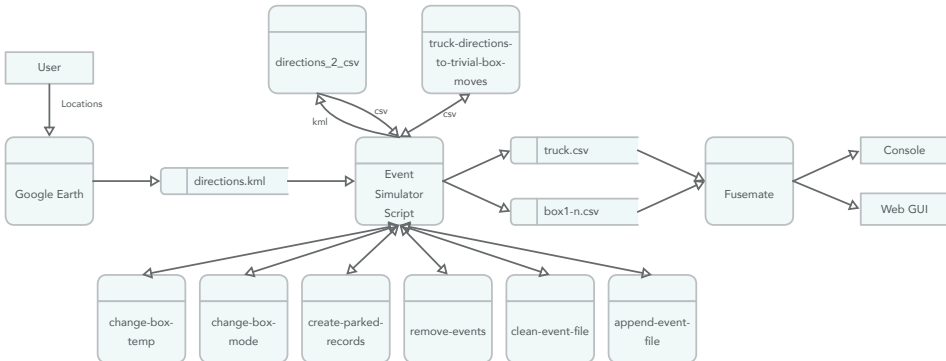 User
Locations
Google Earth
directions.kml
directions_2_csv
truck-directions-
to-trivial-box-
moves
kml
csv
csv
Event
Simulator
Script
truck.csv
box1-n.csv
Fusemate
Console
Web GUI
change-box-
temp
change-box-
mode
create-parked-
records
remove-events
clean-event-file
append-event-
file